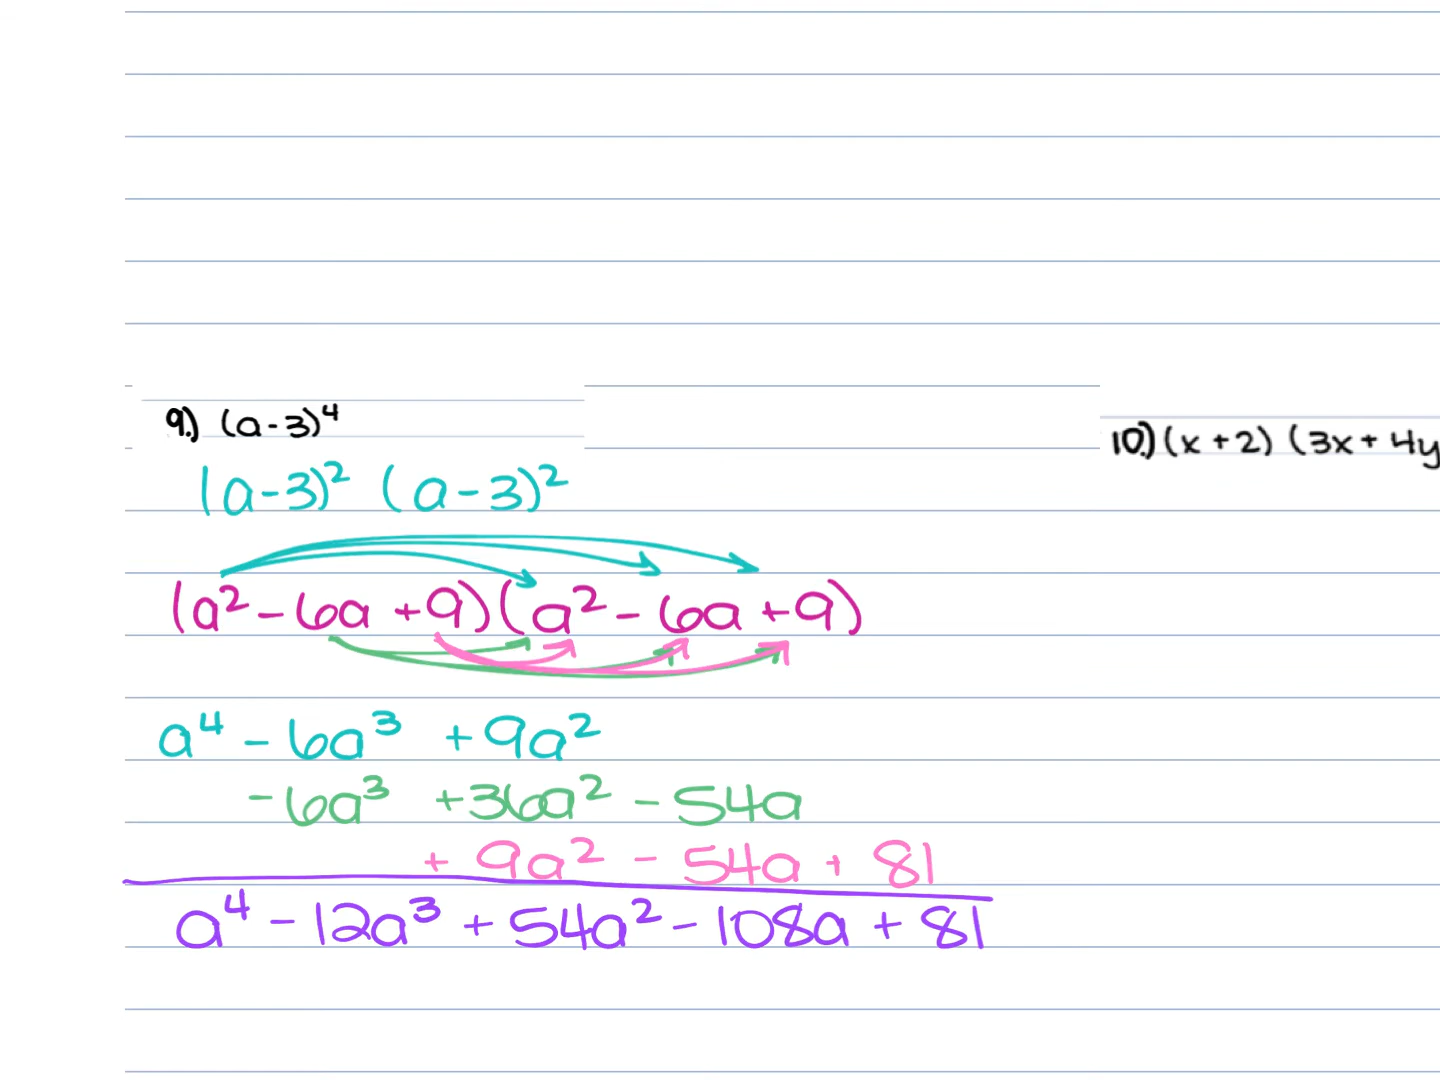 9.) (a-3)⁴
10.) (x+2) (3x+4y
(a-3)² (a-3)²
(a²-6a+9)(a²-6a+9)
a⁴ - 6a³ + 9a²
-6a³ +36a² - 54a
+ 9a² - 54a + 81
a⁴ - 12a³ + 54a² - 108a + 81